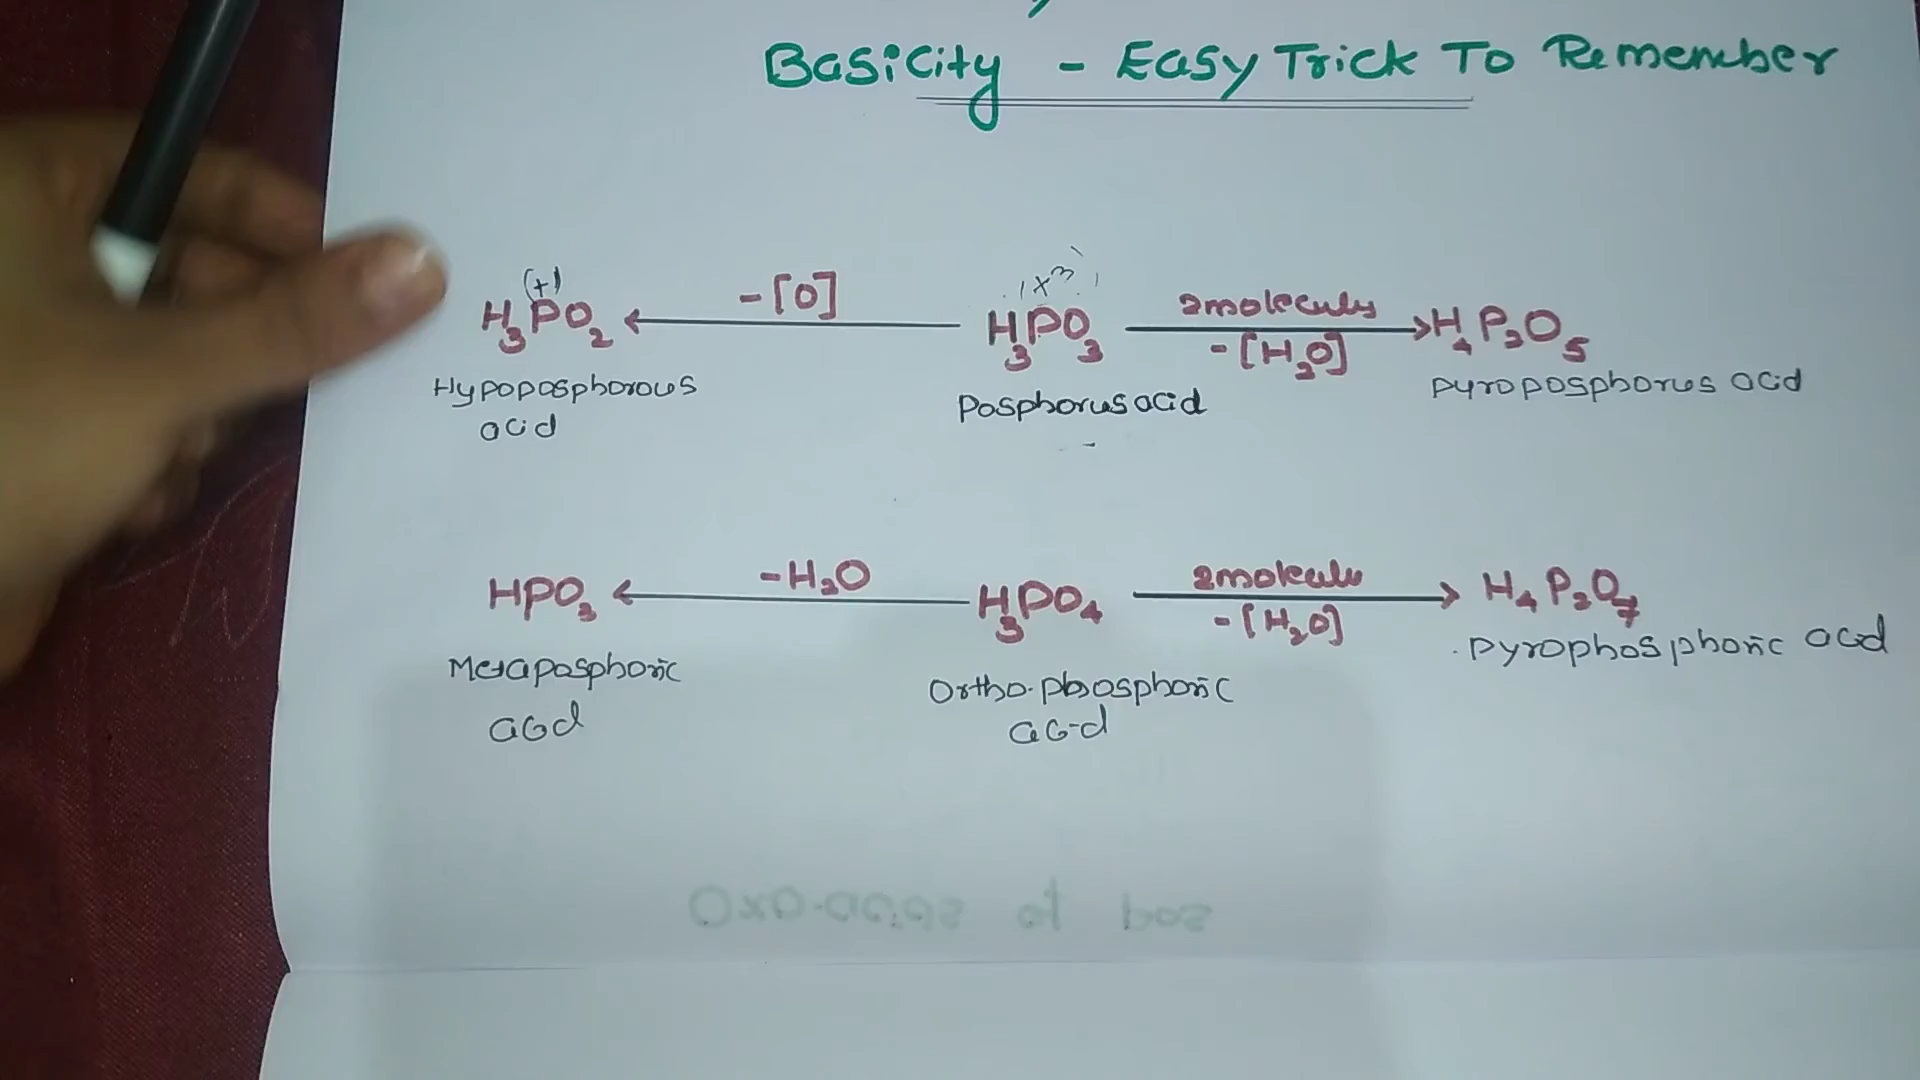 Basicity - Easy Trick To Remember
(+1)
H3PO2 ← -[O] H3PO3 2molecules → H4P2O5
-[H2O]
Hypoposphorous acid
Posphorus acid
pyroposphorus acid
HPO3 ← -H2O H3PO4 2molecule → H4P2O7
-[H2O]
Metaposphoric acid
Ortho-phosphoric acid
pyrophosphoric acid